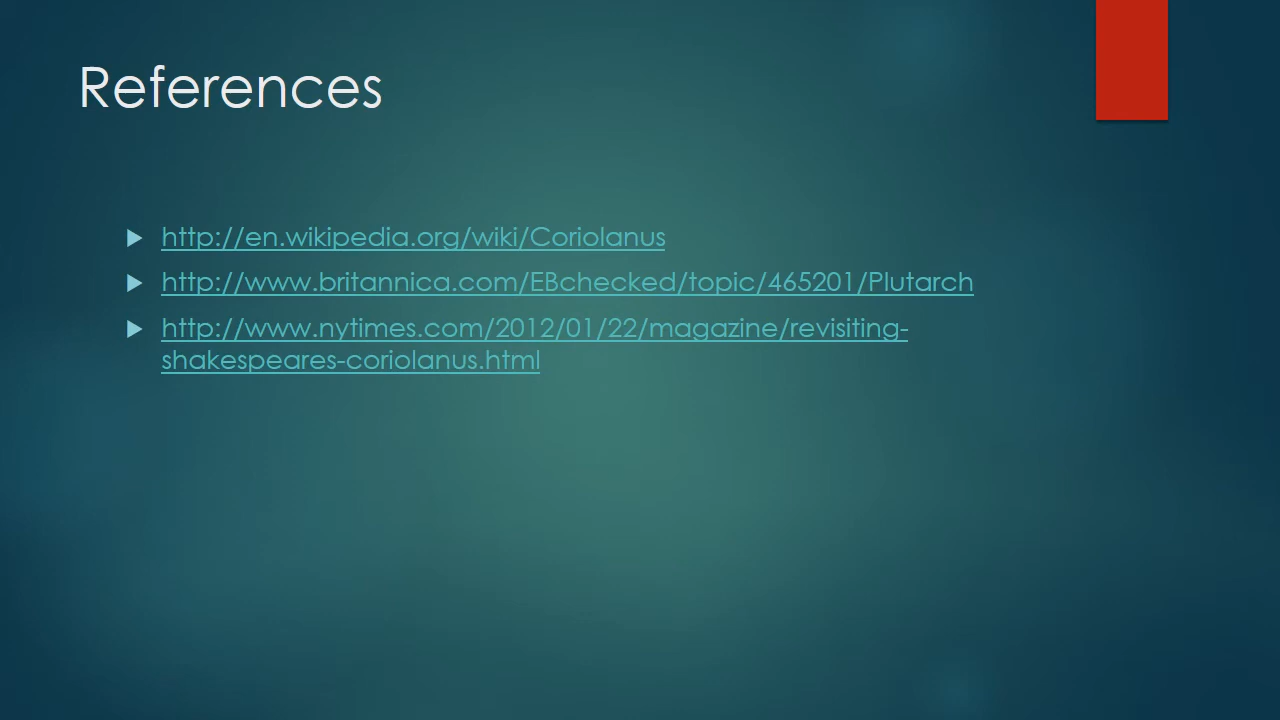 References
http://en.wikipedia.org/wiki/Coriolanus
http://www.britannica.com/EBchecked/topic/465201/Plutarch
http://www.nytimes.com/2012/01/22/magazine/revisiting-
shakespeares-coriolanus.html